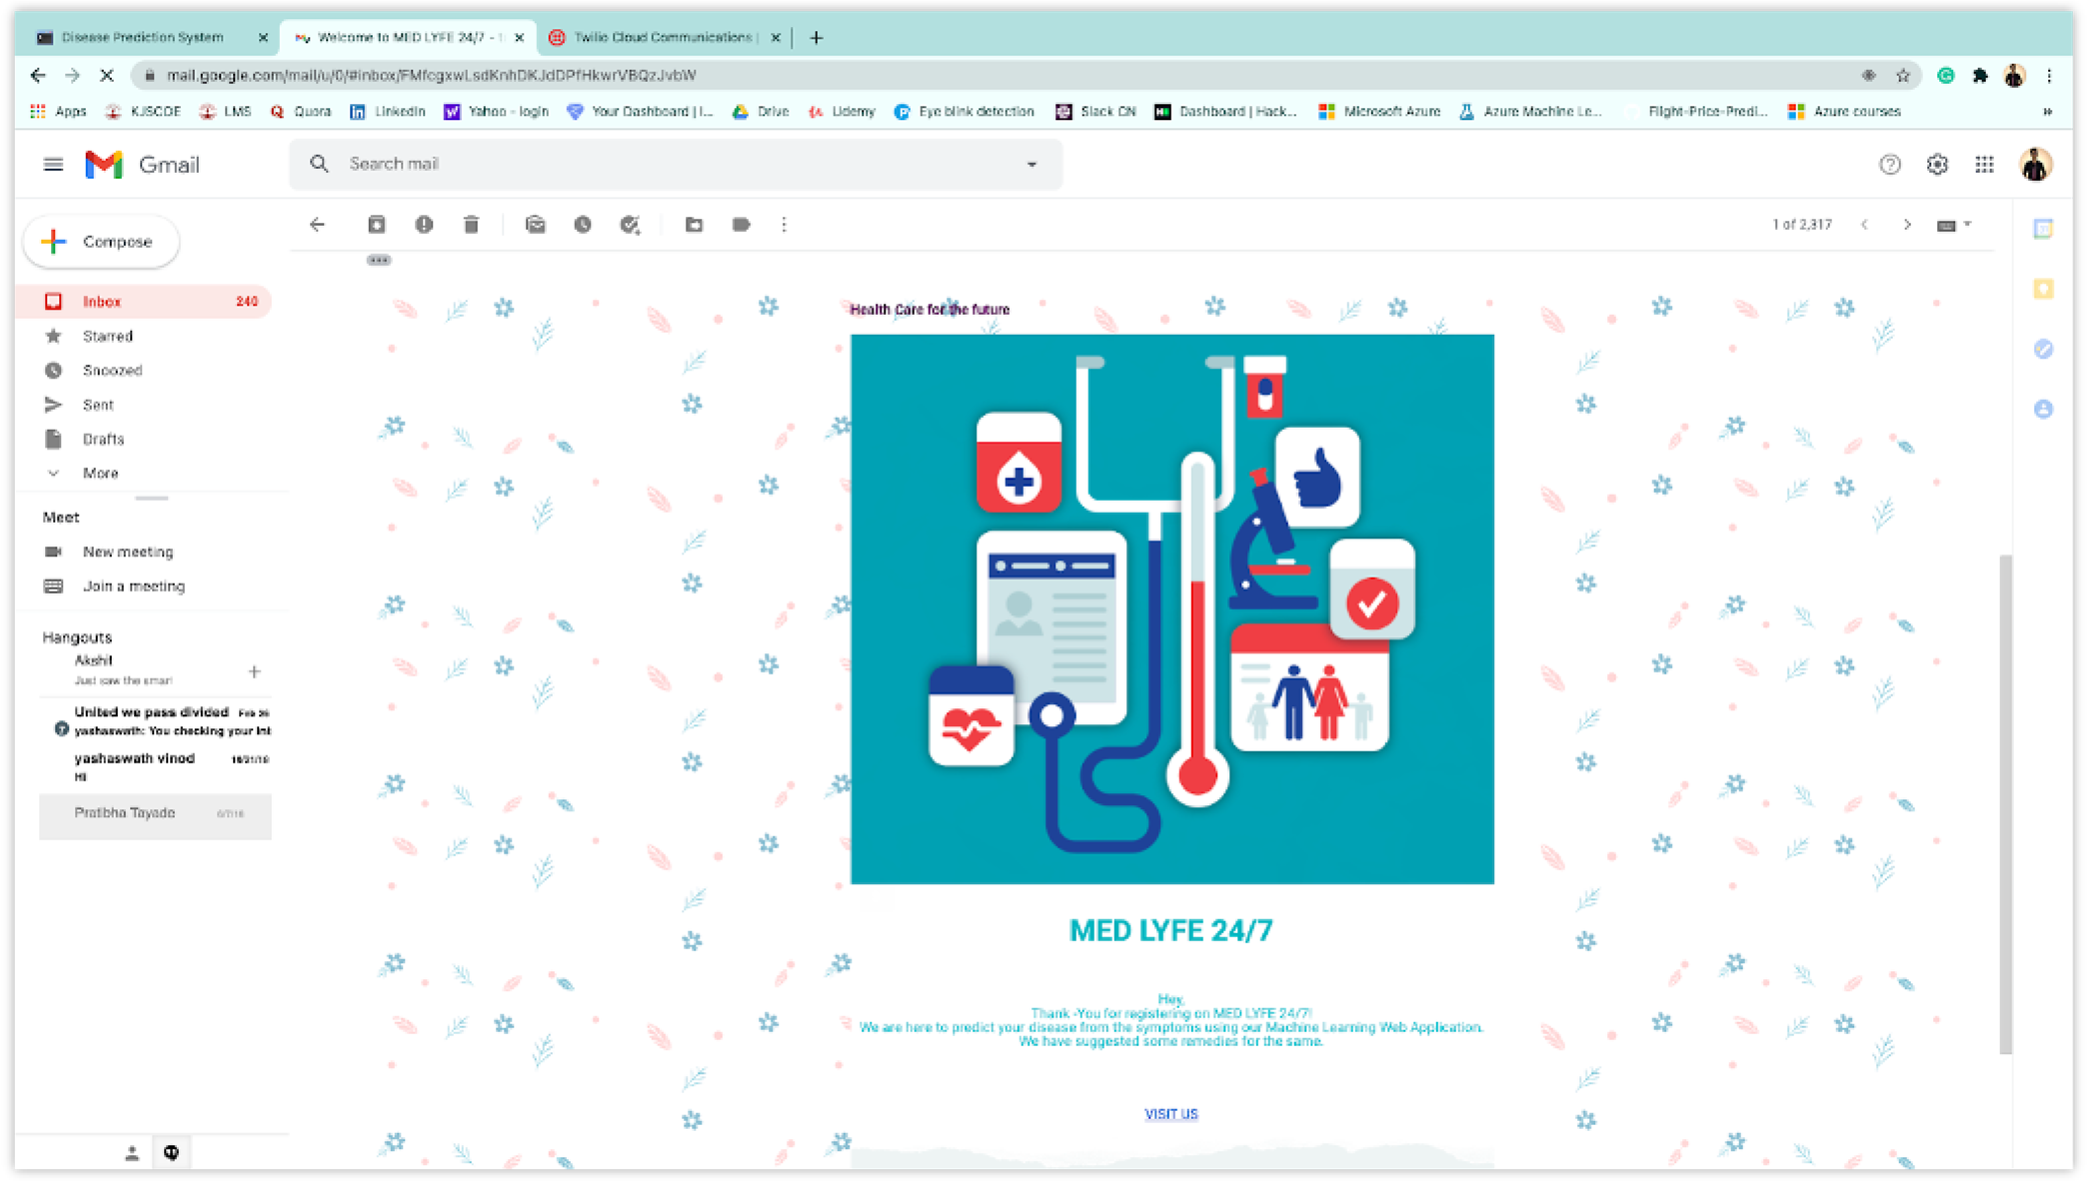 Disease Prediction System
Welcome to MED LYFE 24/7 - t
Twilio Cloud Communications |
mail.google.com/mail/u/0/#inbox/FMfcgxwLsdKnhDKJdDPfHkwrVBQzJvbW
Apps KJSCOE LMS Quora LinkedIn Yahoo - login Your Dashboard | I... Drive Udemy Eye blink detection Slack CN Dashboard | Hack... Microsoft Azure Azure Machine Le... Flight-Price-Predi... Azure courses
Gmail
Search mail
Compose
1 of 2,317
Inbox 240
Starred
Snoozed
Sent
Drafts
More
Meet
New meeting
Join a meeting
Hangouts
Akshit
Just saw the email
United we pass divided Feb 26
yashaswath: You checking your int
yashaswath vinod
Hi
Pratibha Tayade
Health Care for the future
MED LYFE 24/7
Hey,
Thank -You for registering on MED LYFE 24/7!
We are here to predict your disease from the symptoms using our Machine Learning Web Application.
We have suggested some remedies for the same.
VISIT US